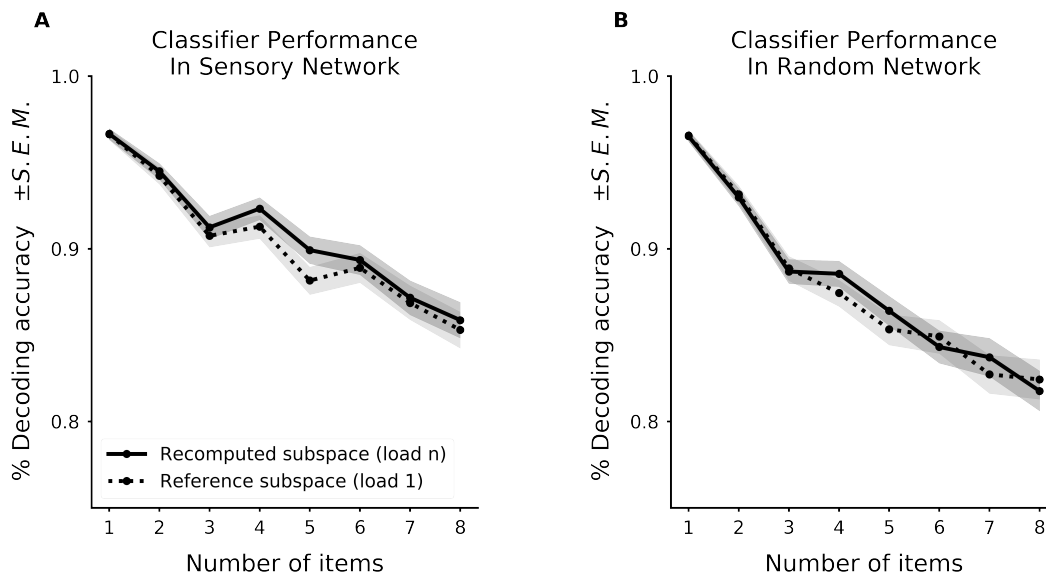 A
Classifier Performance
In Sensory Network
1.0
0.9
0.8
% Decoding accuracy ±S.E.M.
Recomputed subspace (load n)
Reference subspace (load 1)
1 2 3 4 5 6 7 8
Number of items
B
Classifier Performance
In Random Network
1.0
0.9
0.8
% Decoding accuracy ±S.E.M.
1 2 3 4 5 6 7 8
Number of items